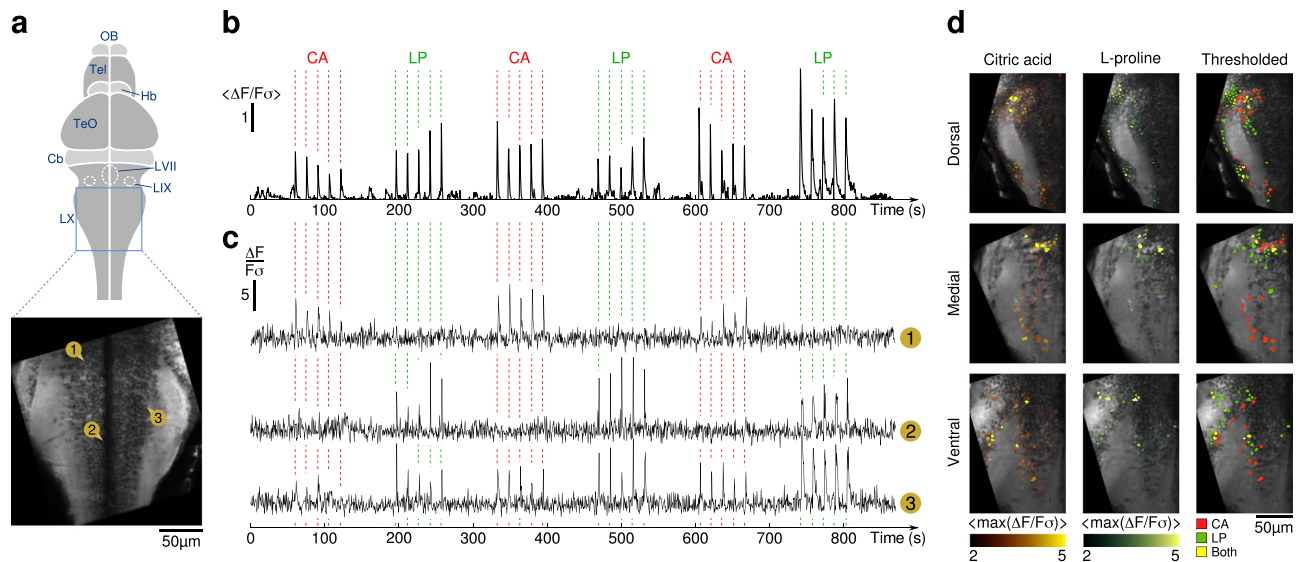 a
OB
Tel
Hb
TeO
Cb
LVII
LIX
LX
1
2
3
50µm
b
CA LP CA LP CA LP
<ΔF/Fσ>
1
0 100 200 300 400 500 600 700 800 Time (s)
c
ΔF
Fσ
5
1
2
3
0 100 200 300 400 500 600 700 800 Time (s)
d
Citric acid L-proline Thresholded
Dorsal
Medial
Ventral
<max(ΔF/Fσ)> <max(ΔF/Fσ)>
2 5 2 5
50µm
CA
LP
Both